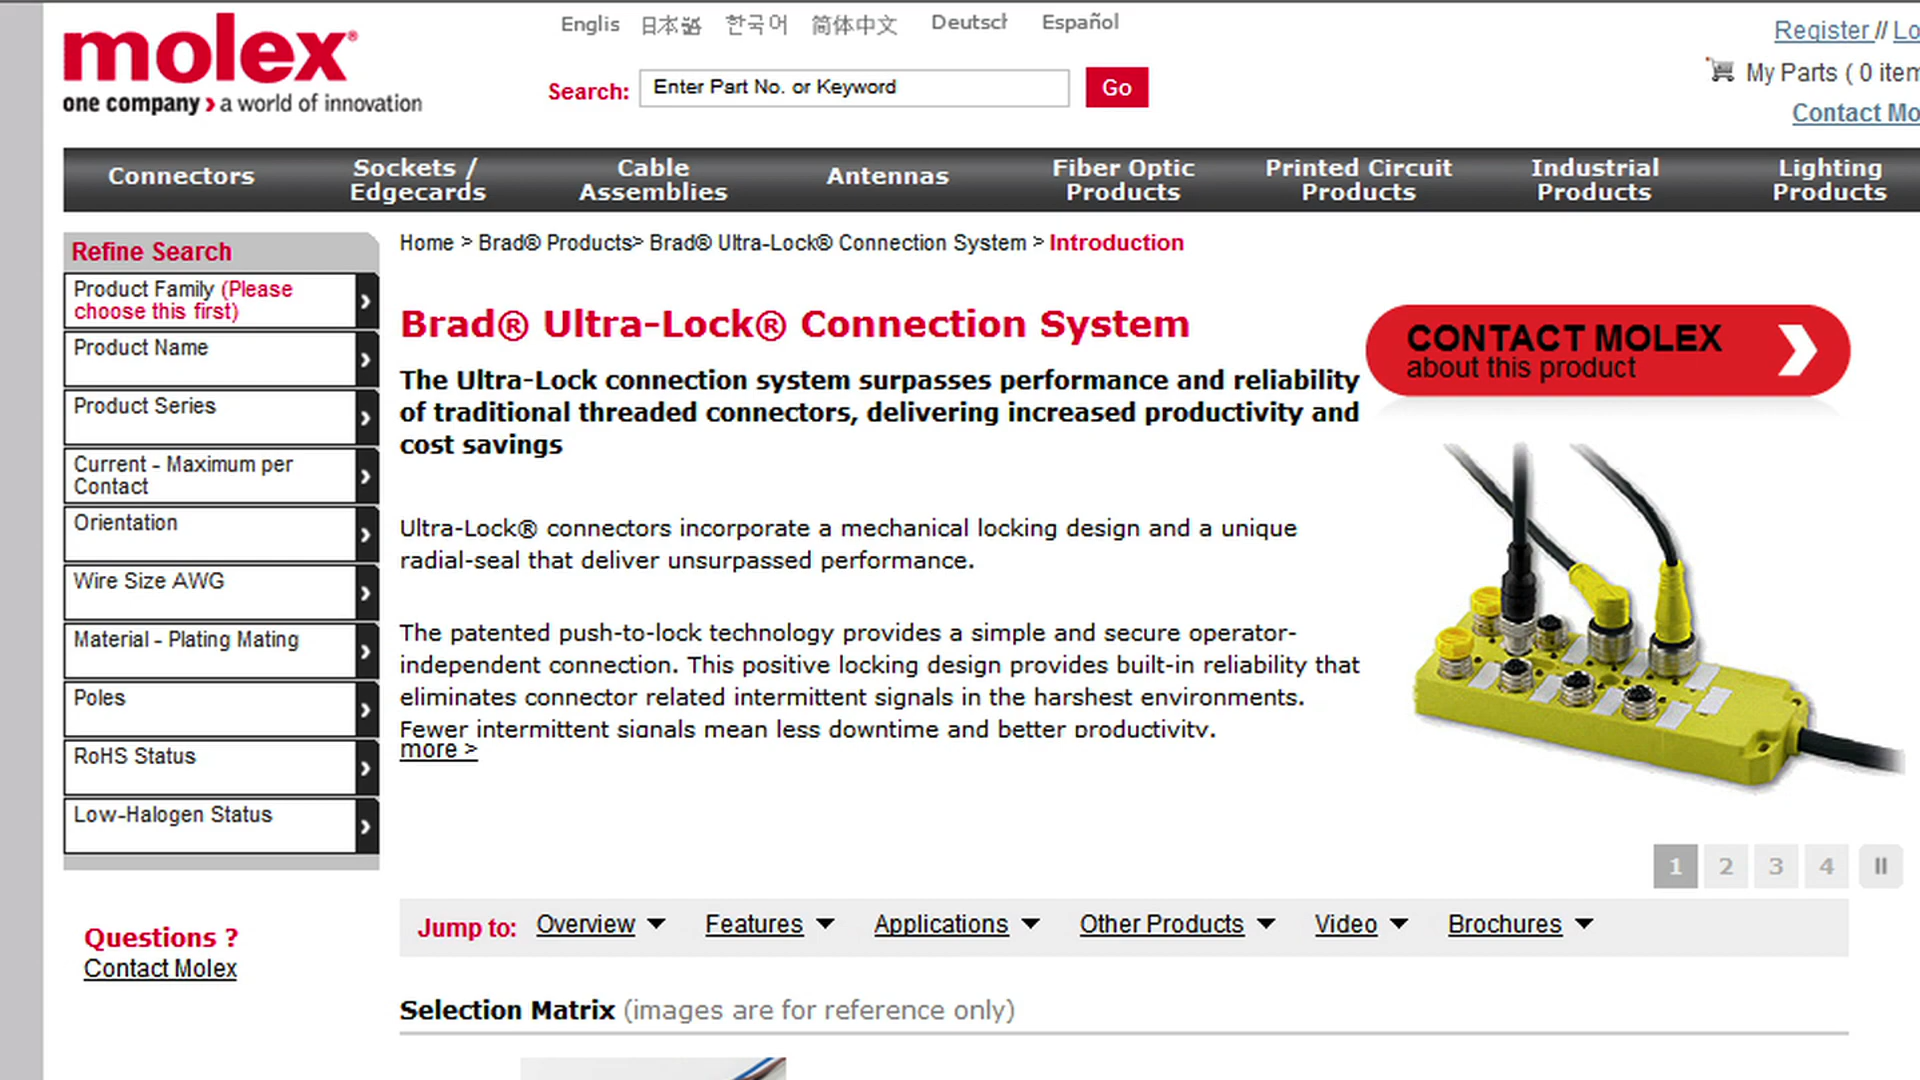 molex®
one company › a world of innovation
Englis 日本語 한국어 简体中文 Deutscl Español
Search: Enter Part No. or Keyword Go
Register // Lo
My Parts ( 0 item
Contact Mo
Connectors
Sockets /
Edgecards
Cable
Assemblies
Antennas
Fiber Optic
Products
Printed Circuit
Products
Industrial
Products
Lighting
Products
Refine Search
Product Family (Please
choose this first)
Product Name
Product Series
Current - Maximum per
Contact
Orientation
Wire Size AWG
Material - Plating Mating
Poles
RoHS Status
Low-Halogen Status
Questions ?
Contact Molex
Home > Brad® Products> Brad® Ultra-Lock® Connection System > Introduction
Brad® Ultra-Lock® Connection System
The Ultra-Lock connection system surpasses performance and reliability
of traditional threaded connectors, delivering increased productivity and
cost savings
Ultra-Lock® connectors incorporate a mechanical locking design and a unique
radial-seal that deliver unsurpassed performance.
The patented push-to-lock technology provides a simple and secure operator-
independent connection. This positive locking design provides built-in reliability that
eliminates connector related intermittent signals in the harshest environments.
Fewer intermittent signals mean less downtime and better productivity.
more >
CONTACT MOLEX
about this product
1 2 3 4
Jump to: Overview Features Applications Other Products Video Brochures
Selection Matrix (images are for reference only)